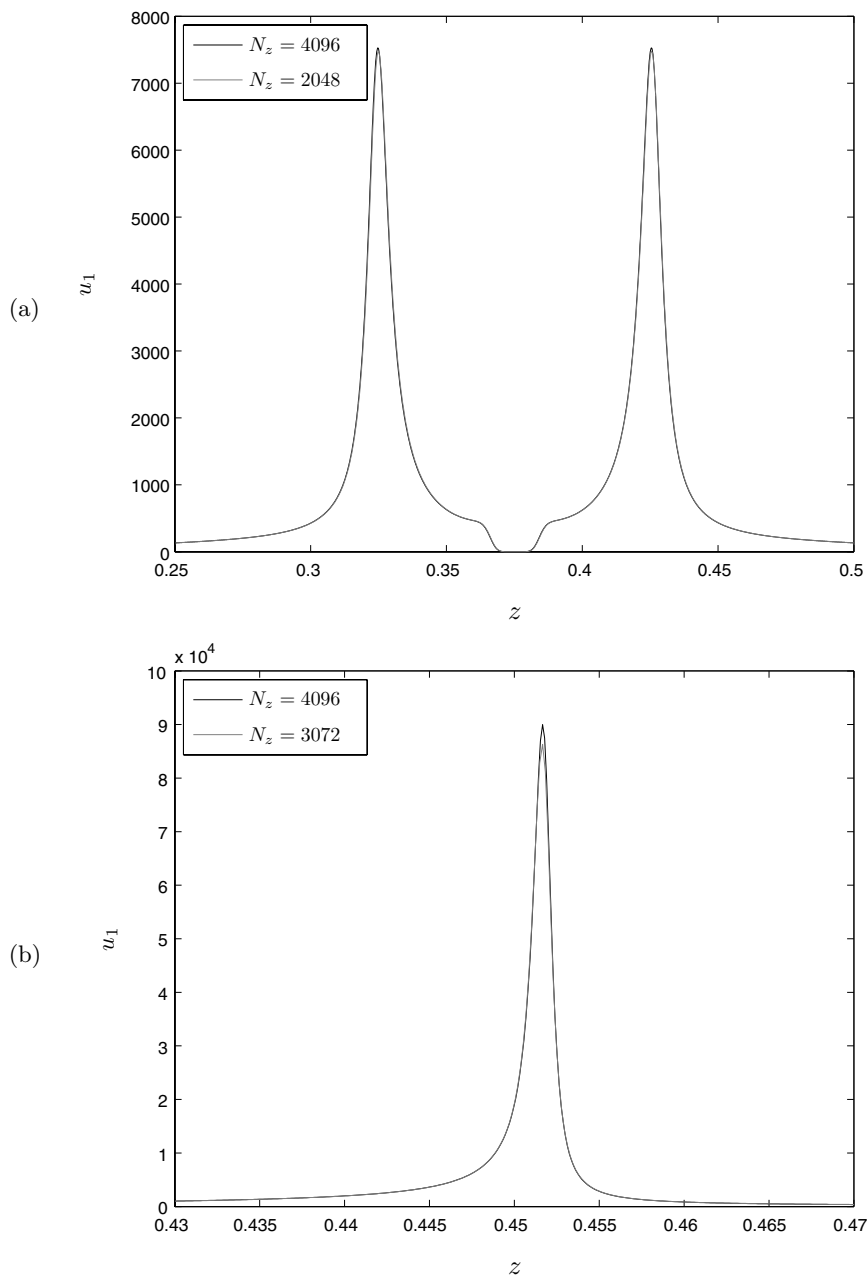 8000
N_z = 4096
N_z = 2048
7000
6000
5000
4000
3000
2000
1000
0
u_1
(a)
0.25 0.3 0.35 0.4 0.45 0.5
z
x 10^4
10
N_z = 4096
N_z = 3072
9
8
7
6
5
4
3
2
1
0
u_1
(b)
0.43 0.435 0.44 0.445 0.45 0.455 0.46 0.465 0.47
z